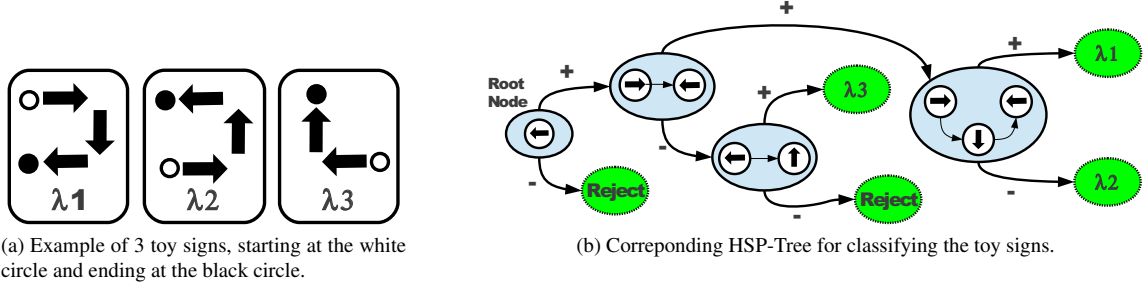 λ1
λ2
λ3
(a) Example of 3 toy signs, starting at the white
circle and ending at the black circle.
Root
Node
+
-
Reject
+
-
+
λ3
-
Reject
+
λ1
-
λ2
(b) Correponding HSP-Tree for classifying the toy signs.